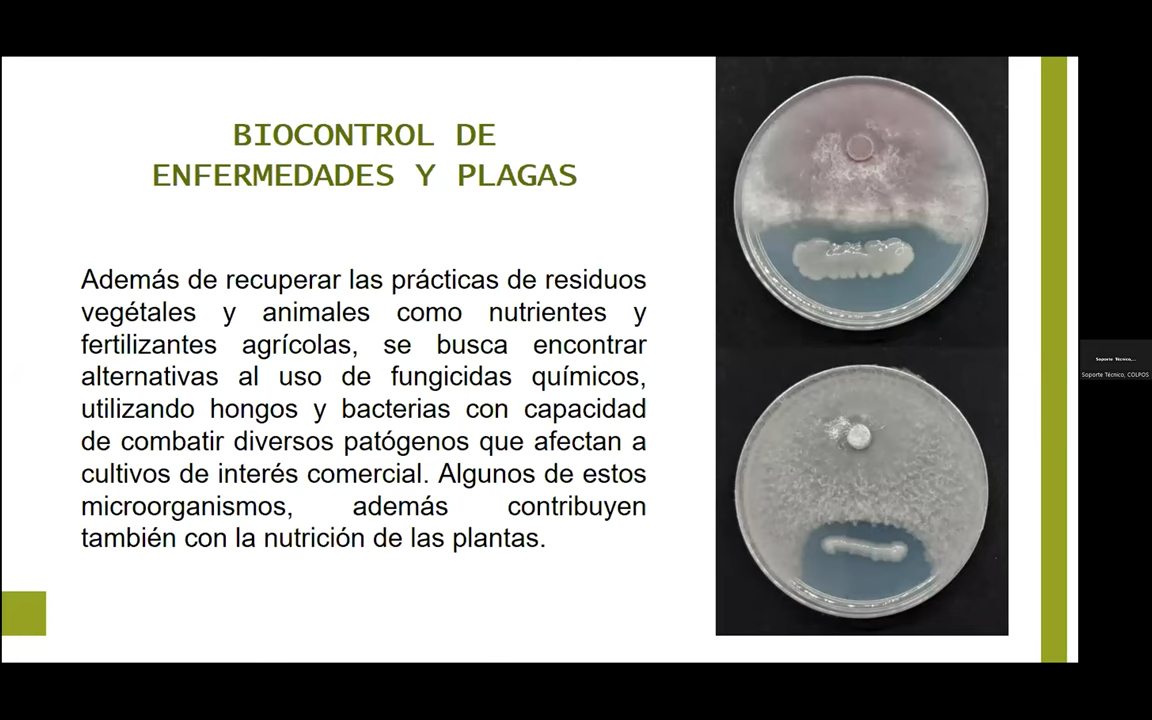 BIOCONTROL DE
ENFERMEDADES Y PLAGAS
Además de recuperar las prácticas de residuos
vegétales y animales como nutrientes y
fertilizantes agrícolas, se busca encontrar
alternativas al uso de fungicidas químicos,
utilizando hongos y bacterias con capacidad
de combatir diversos patógenos que afectan a
cultivos de interés comercial. Algunos de estos
microorganismos, además contribuyen
también con la nutrición de las plantas.
Soporte Técnico,...
Soporte Técnico, COLPOS